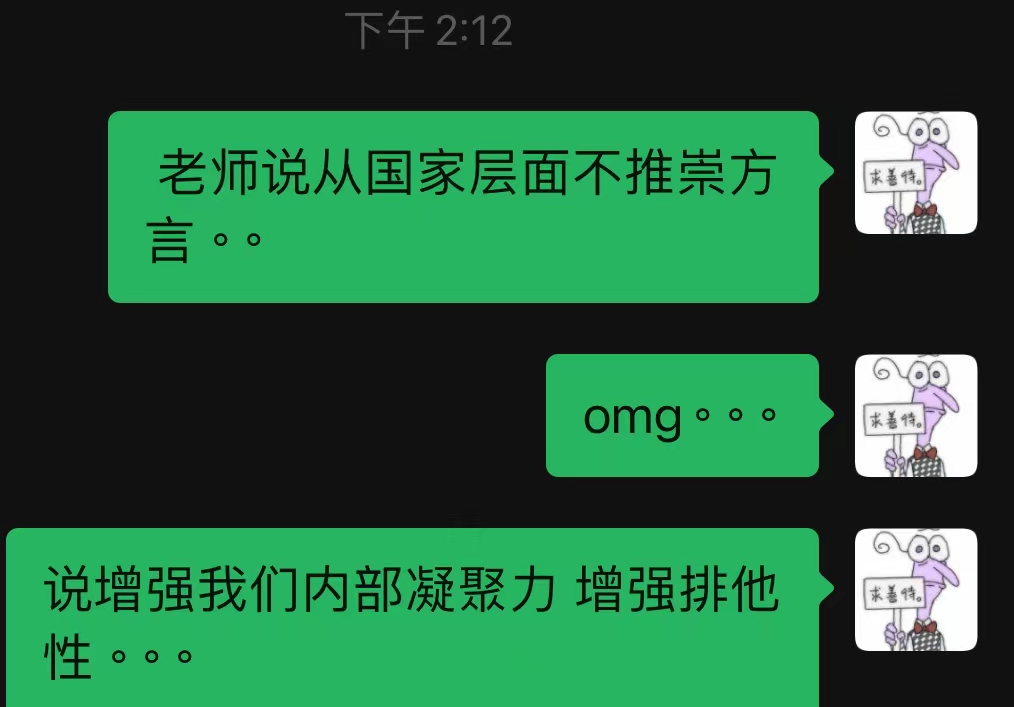 下午 2:12
老师说从国家层面不推崇方
言。。
求善待。
omg。。。
求善待。
说增强我们内部凝聚力 增强排他
性。。。
求善待。